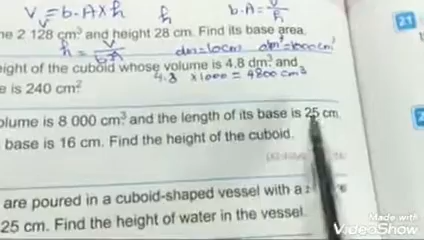 V = b.A x h h b.A = V/h
ne 2 128 cm³ and height 28 cm. Find its base area.
h = V/b.A dm = 10cm dm³ = 1000 cm³
eight of the cuboid whose volume is 4.8 dm³ and
4.8 x 1000 = 4800 cm³
e is 240 cm²
olume is 8 000 cm³ and the length of its base is 25 cm
base is 16 cm. Find the height of the cuboid.
are poured in a cuboid-shaped vessel with a
25 cm. Find the height of water in the vessel.
21
Made with
VideoShow